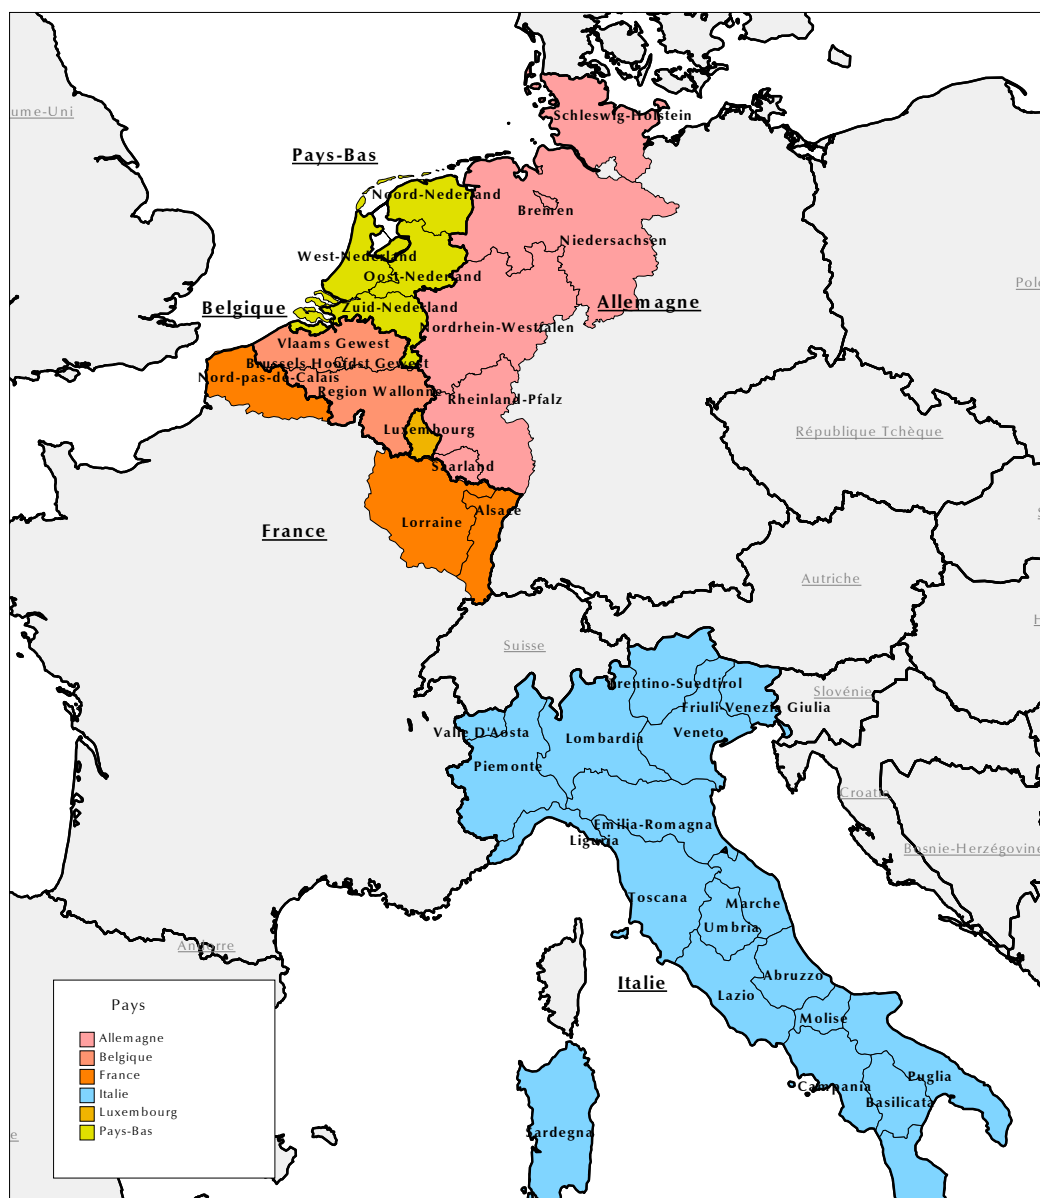 ume-Uni
Schleswig-Holstein
Pays-Bas
Noord-Nederland
Bremen
Niedersachsen
West-Nederland
Oost-Nederland
Polo
Belgique
Zuid-Nederland
Allemagne
Nordrhein-Westfalen
Vlaams Gewest
Brussels Hoofdst Gewest
Nord-pas-de-Calais
Region Wallonne
Rheinland-Pfalz
Luxembourg
République Tchèque
Saarland
Alsace
Lorraine
France
Autriche
Suisse
Trentino-Suedtirol
Slovénie
Friuli-Venezia Giulia
Valle D'Aosta
Veneto
Lombardia
Piemonte
Croatie
Emilia-Romagna
Liguria
Bosnie-Herzégovine
Toscana
Marche
Umbria
Andorre
Abruzzo
Italie
Lazio
Molise
Puglia
Campania
Basilicata
Sardegna
Pays
Allemagne
Belgique
France
Italie
Luxembourg
Pays-Bas